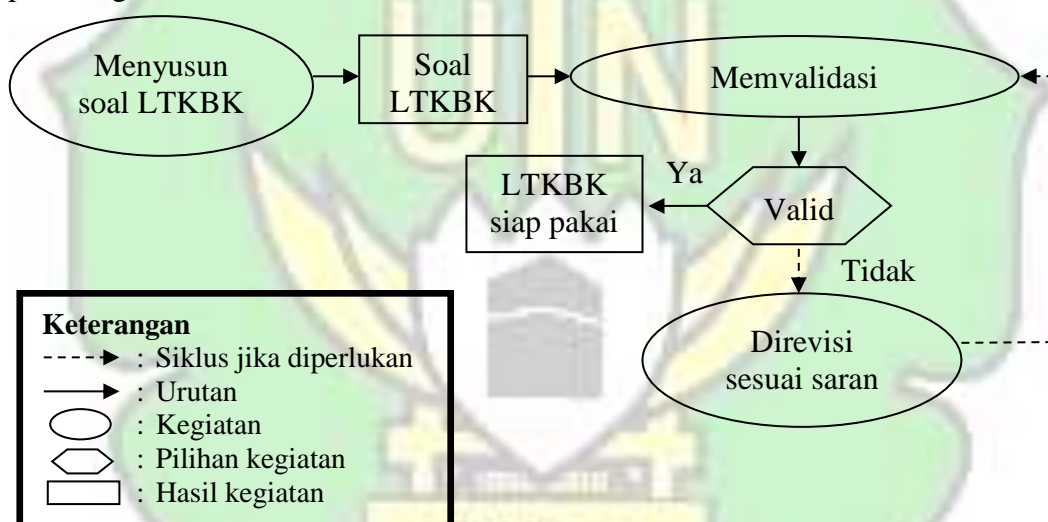 Menyusun
soal LTKBK
Soal
LTKBK
Memvalidasi
Ya
LTKBK
siap pakai
Valid
Tidak
Direvisi
sesuai saran
Keterangan
: Siklus jika diperlukan
: Urutan
: Kegiatan
: Pilihan kegiatan
: Hasil kegiatan
UIN